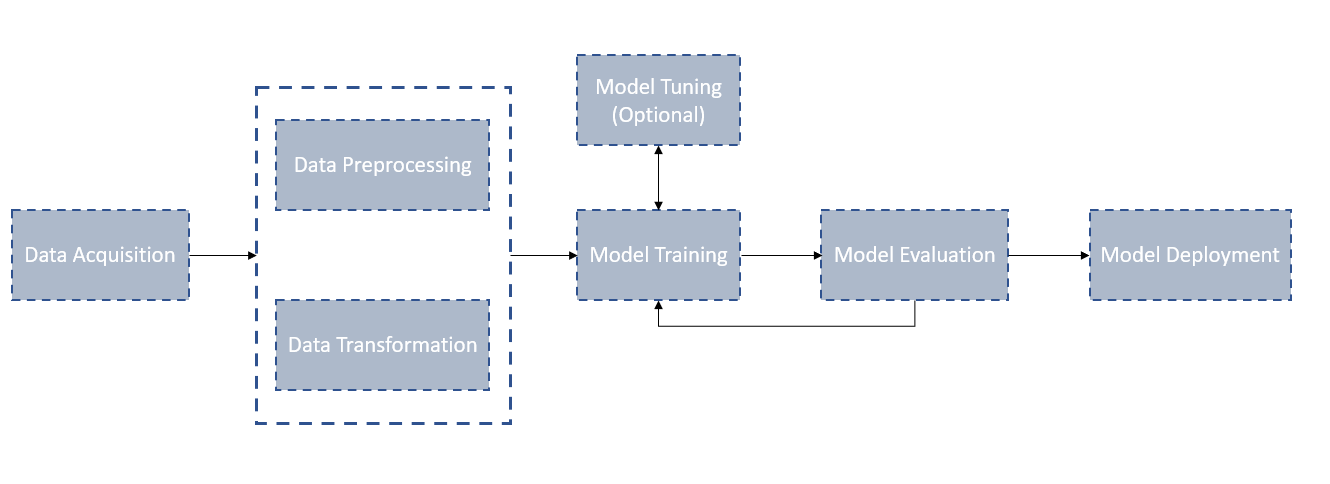 Data Acquisition
Data Preprocessing
Data Transformation
Model Tuning
(Optional)
Model Training
Model Evaluation
Model Deployment